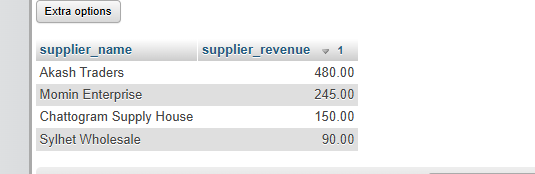 Extra options
supplier_name supplier_revenue 1
Akash Traders 480.00
Momin Enterprise 245.00
Chattogram Supply House 150.00
Sylhet Wholesale 90.00